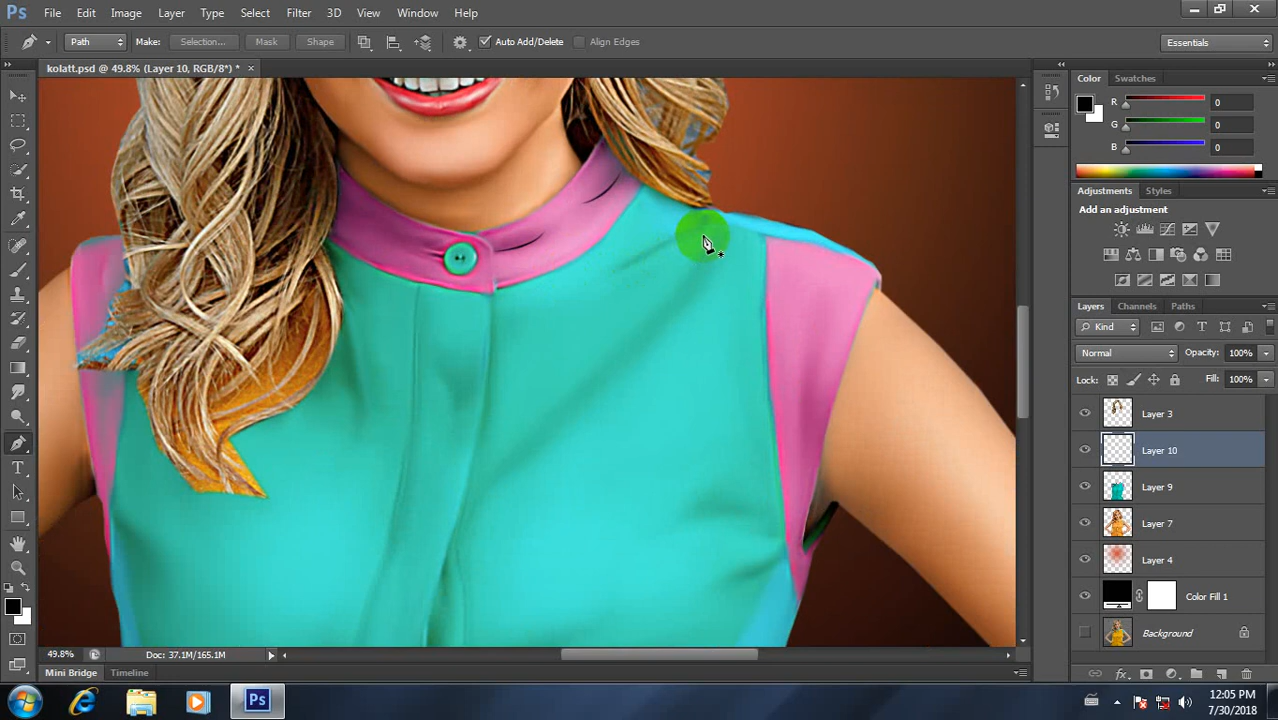 Ps File Edit Image Layer Type Select Filter 3D View Window Help
Path Make: Selection... Mask Shape Auto Add/Delete Align Edges Essentials
kolatt.psd @ 49.8% (Layer 10, RGB/8*) * ×
Color Swatches
R 0
G 0
B 0
Adjustments Styles
Add an adjustment
Layers Channels Paths
Kind
Normal Opacity: 100%
Lock: Fill: 100%
Layer 3
Layer 10
Layer 9
Layer 7
Layer 4
Color Fill 1
Background
49.8% Doc: 37.1M/165.1M
Mini Bridge Timeline
Ps 12:05 PM
7/30/2018